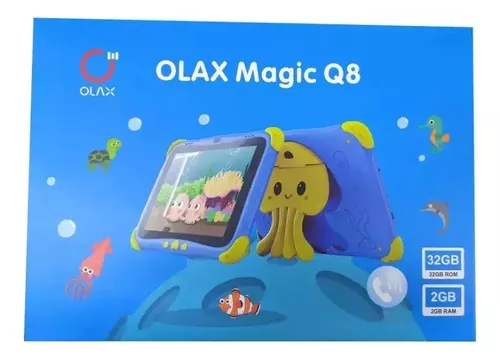 OLAX
OLAX Magic Q8
32GB
32GB ROM
2GB
2GB RAM